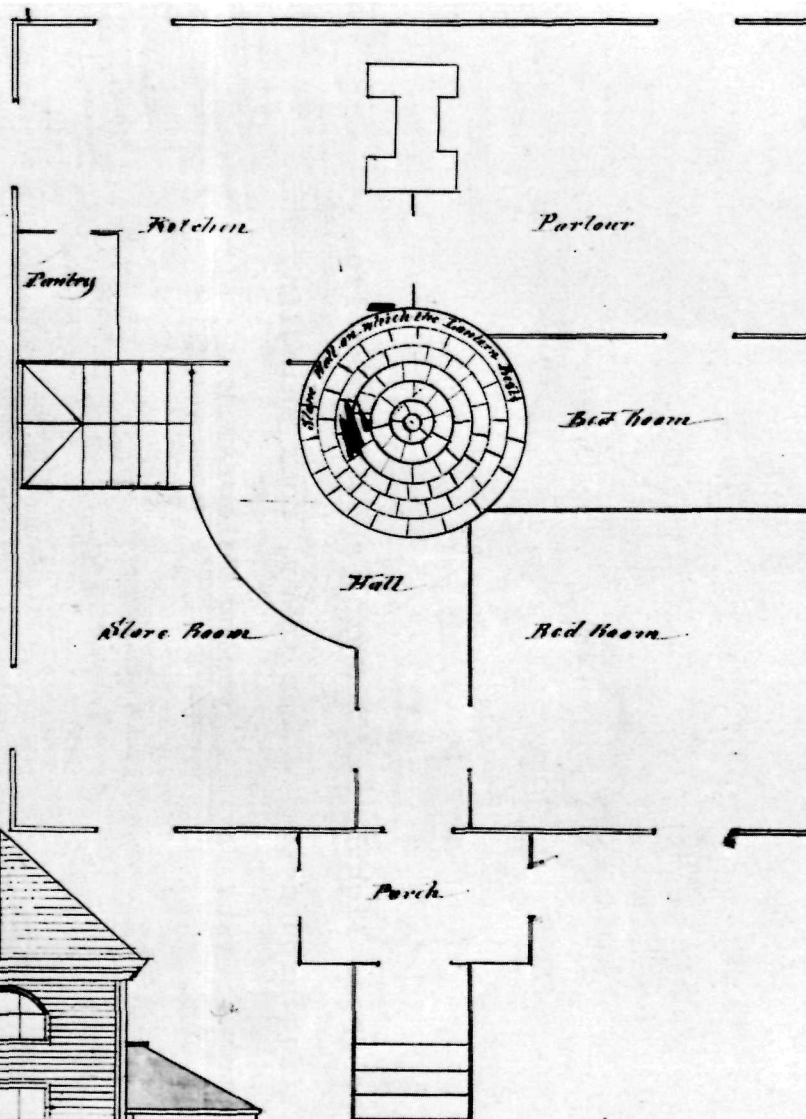 Kitchen
Parlour
Pantry
Stone Wall on which the Lantern Rests
Bed Room
Hall
Store Room
Bed Room
Porch